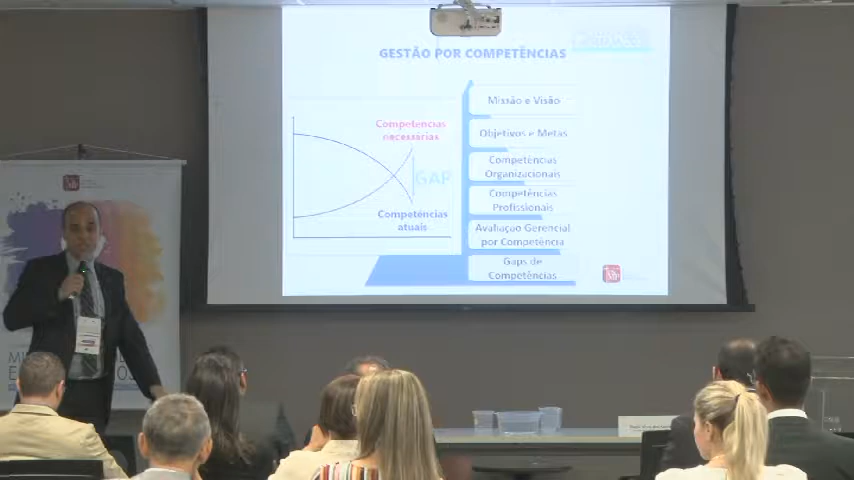 GESTÃO POR COMPETÊNCIAS
Competências
necessárias
GAP
Competências
atuais
Missão e Visão
Objetivos e Metas
Competências
Organizacionais
Competências
Profissionais
Avaliação Gerencial
por Competência
Gaps de
Competências